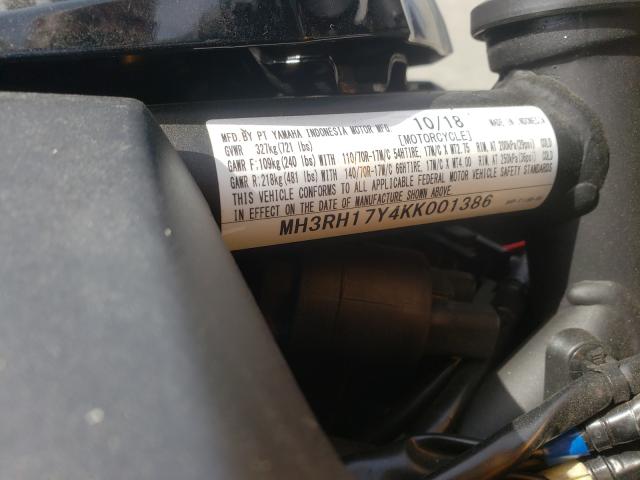 MFD. BY PT YAMAHA INDONESIA MOTOR MFG. 10/18 MADE IN INDONESIA
GVWR 327kg(721 lbs) [MOTORCYCLE]
GAWR F:109kg(240 lbs) WITH 110/70R-17M/C 54HTIRE, 17M/C X MT2.75 RIM, AT 200kPa(29psi) COLD
GAWR R:218kg(481 lbs) WITH 140/70R-17M/C 66HTIRE, 17M/C X MT4.00 RIM, AT 250kPa(36psi) COLD
THIS VEHICLE CONFORMS TO ALL APPLICABLE FEDERAL MOTOR VEHICLE SAFETY STANDARDS
IN EFFECT ON THE DATE OF MANUFACTURE SHOWN ABOVE.
MH3RH17Y4KK001386